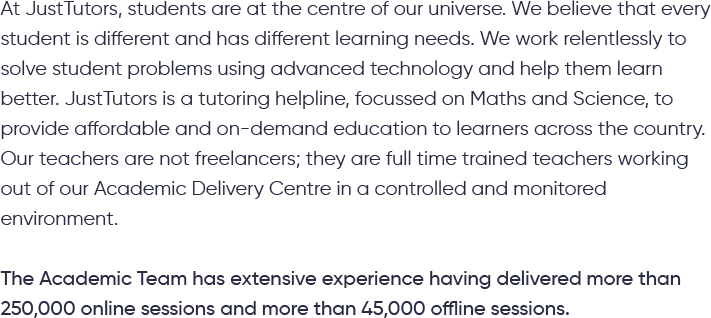 At JustTutors, students are at the centre of our universe. We believe that every
student is different and has different learning needs. We work relentlessly to
solve student problems using advanced technology and help them learn
better. JustTutors is a tutoring helpline, focussed on Maths and Science, to
provide affordable and on-demand education to learners across the country.
Our teachers are not freelancers; they are full time trained teachers working
out of our Academic Delivery Centre in a controlled and monitored
environment.
The Academic Team has extensive experience having delivered more than
250,000 online sessions and more than 45,000 offline sessions.